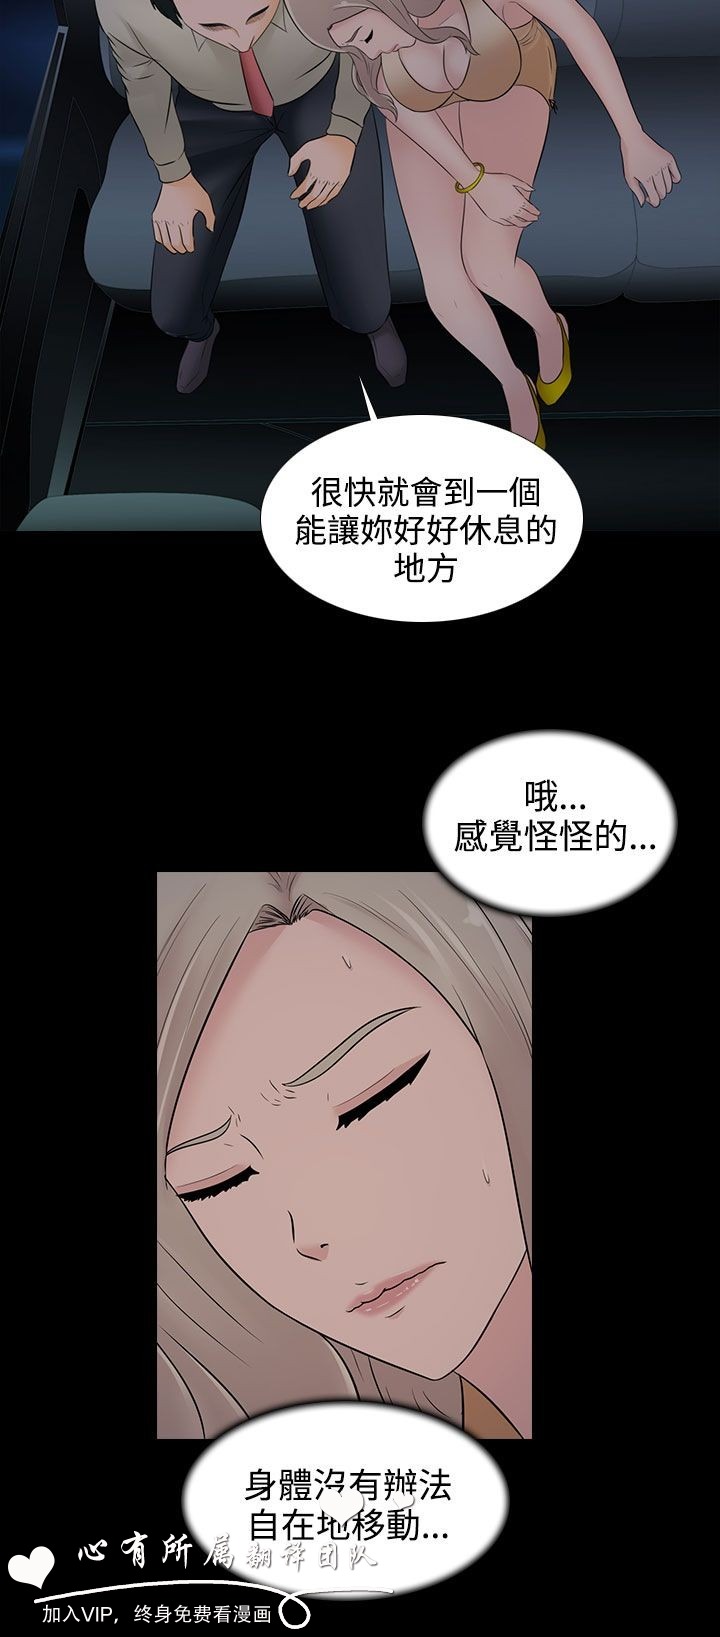 很快就會到一個
能讓妳好好休息的
地方
哦...
感覺怪怪的...
身體沒有辦法
自在地移動...
心有所属翻译团队
加入VIP，终身免费看漫画